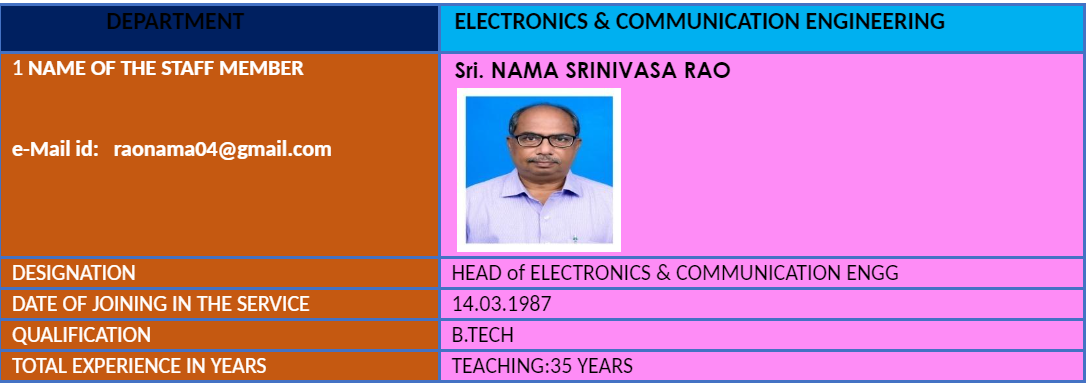 DEPARTMENT
ELECTRONICS & COMMUNICATION ENGINEERING
1 NAME OF THE STAFF MEMBER
e-Mail id: raonama04@gmail.com
Sri. NAMA SRINIVASA RAO
DESIGNATION
HEAD of ELECTRONICS & COMMUNICATION ENGG
DATE OF JOINING IN THE SERVICE
14.03.1987
QUALIFICATION
B.TECH
TOTAL EXPERIENCE IN YEARS
TEACHING:35 YEARS